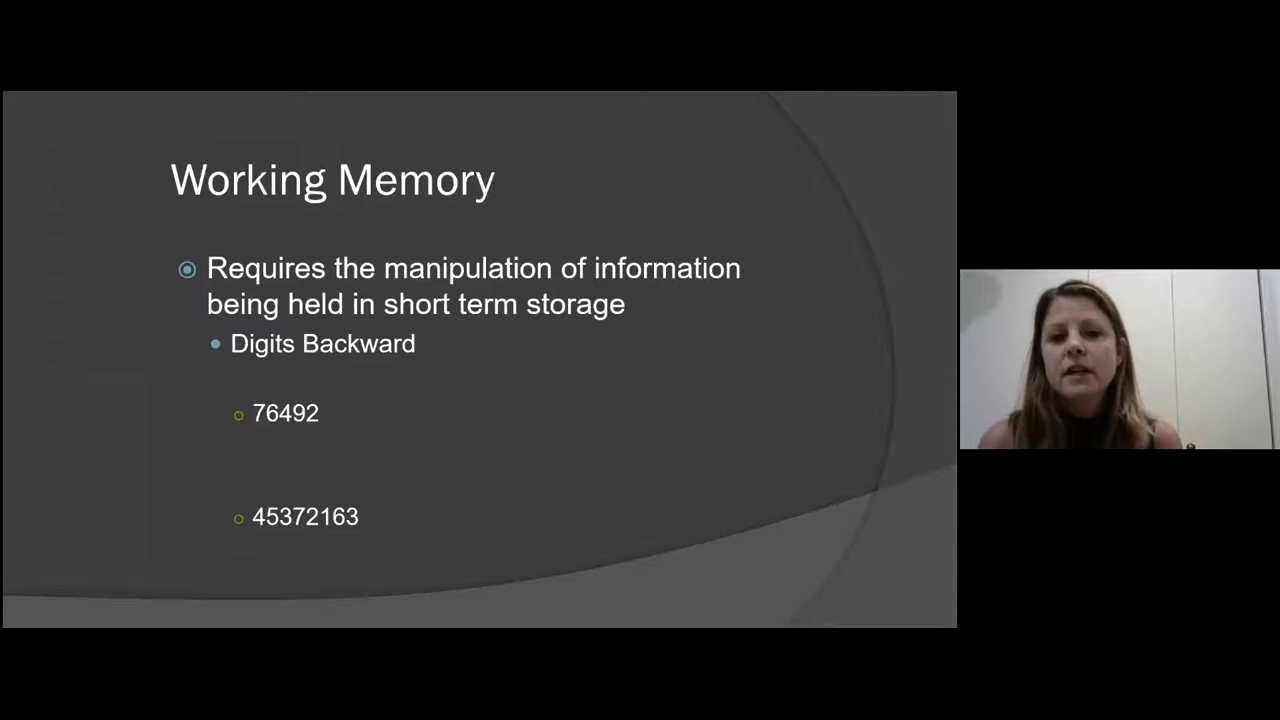 Working Memory
Requires the manipulation of information
being held in short term storage
Digits Backward
76492
45372163